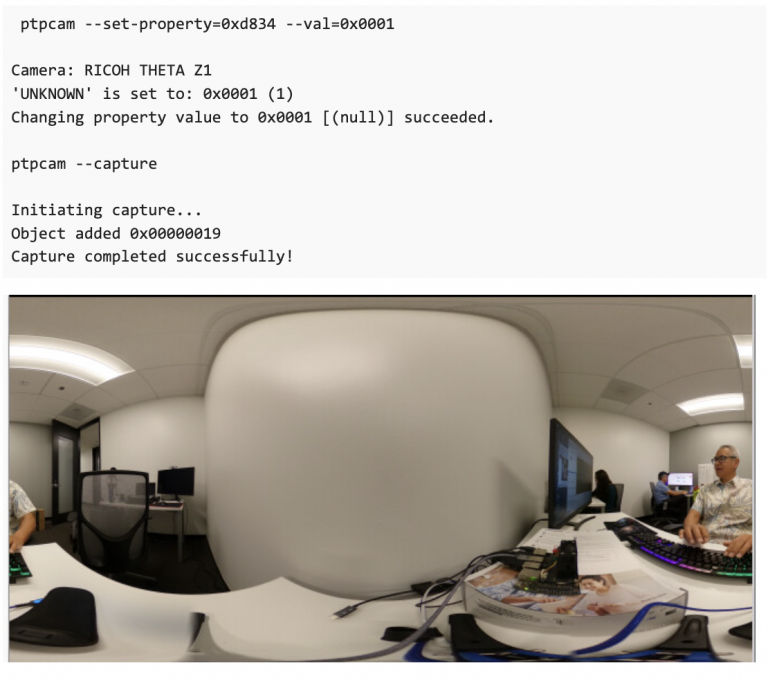 ptpcam --set-property=0xd834 --val=0x0001
Camera: RICOH THETA Z1
'UNKNOWN' is set to: 0x0001 (1)
Changing property value to 0x0001 [(null)] succeeded.
ptpcam --capture
Initiating capture...
Object added 0x00000019
Capture completed successfully!